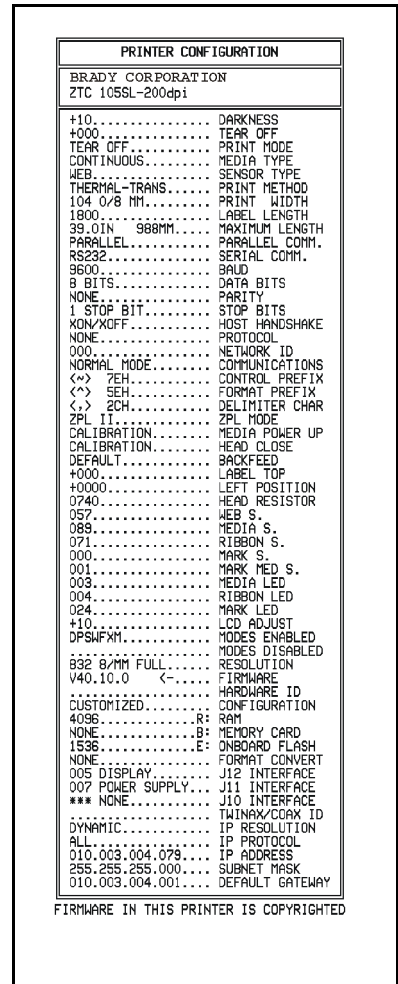 PRINTER CONFIGURATION
BRADY CORPORATION
ZTC 105SL-200dpi
+10................ DARKNESS
+000............... TEAR OFF
TEAR OFF........... PRINT MODE
CONTINUOUS......... MEDIA TYPE
WEB................ SENSOR TYPE
THERMAL-TRANS...... PRINT METHOD
104 0/8 MM......... PRINT  WIDTH
1800............... LABEL LENGTH
39.0IN   988MM..... MAXIMUM LENGTH
PARALLEL........... PARALLEL COMM.
RS232.............. SERIAL COMM.
9600............... BAUD
8 BITS............. DATA BITS
NONE............... PARITY
1 STOP BIT......... STOP BITS
XON/XOFF........... HOST HANDSHAKE
NONE............... PROTOCOL
000................ NETWORK ID
NORMAL MODE........ COMMUNICATIONS
<~>  7EH........... CONTROL PREFIX
<^>  5EH........... FORMAT PREFIX
<,>  2CH........... DELIMITER CHAR
ZPL II............. ZPL MODE
CALIBRATION........ MEDIA POWER UP
CALIBRATION........ HEAD CLOSE
DEFAULT............ BACKFEED
+000............... LABEL TOP
+0000.............. LEFT POSITION
0740............... HEAD RESISTOR
057................ WEB S.
089................ MEDIA S.
071................ RIBBON S.
000................ MARK S.
001................ MARK MED S.
003................ MEDIA LED
004................ RIBBON LED
024................ MARK LED
+10................ LCD ADJUST
DPSWFXM............ MODES ENABLED
................... MODES DISABLED
832 8/MM FULL...... RESOLUTION
V40.10.0   <-..... FIRMWARE
................... HARDWARE ID
CUSTOMIZED......... CONFIGURATION
4096.............R: RAM
NONE.............B: MEMORY CARD
1536.............E: ONBOARD FLASH
NONE............... FORMAT CONVERT
005 DISPLAY........ J12 INTERFACE
007 POWER SUPPLY... J11 INTERFACE
*** NONE........... J10 INTERFACE
................... TWINAX/COAX ID
DYNAMIC............ IP RESOLUTION
ALL................ IP PROTOCOL
010.003.004.079.... IP ADDRESS
255.255.255.000.... SUBNET MASK
010.003.004.001.... DEFAULT GATEWAY
FIRMWARE IN THIS PRINTER IS COPYRIGHTED